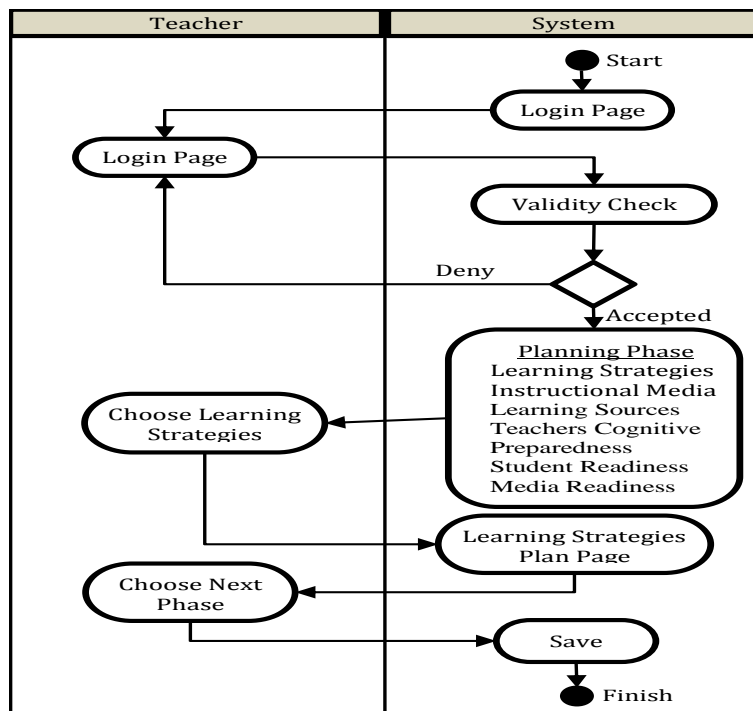 Teacher
System
Start
Login Page
Login Page
Validity Check
Deny
Accepted
Planning Phase
Learning Strategies
Instructional Media
Learning Sources
Teachers Cognitive
Preparedness
Student Readiness
Media Readiness
Choose Learning
Strategies
Learning Strategies
Plan Page
Choose Next
Phase
Save
Finish